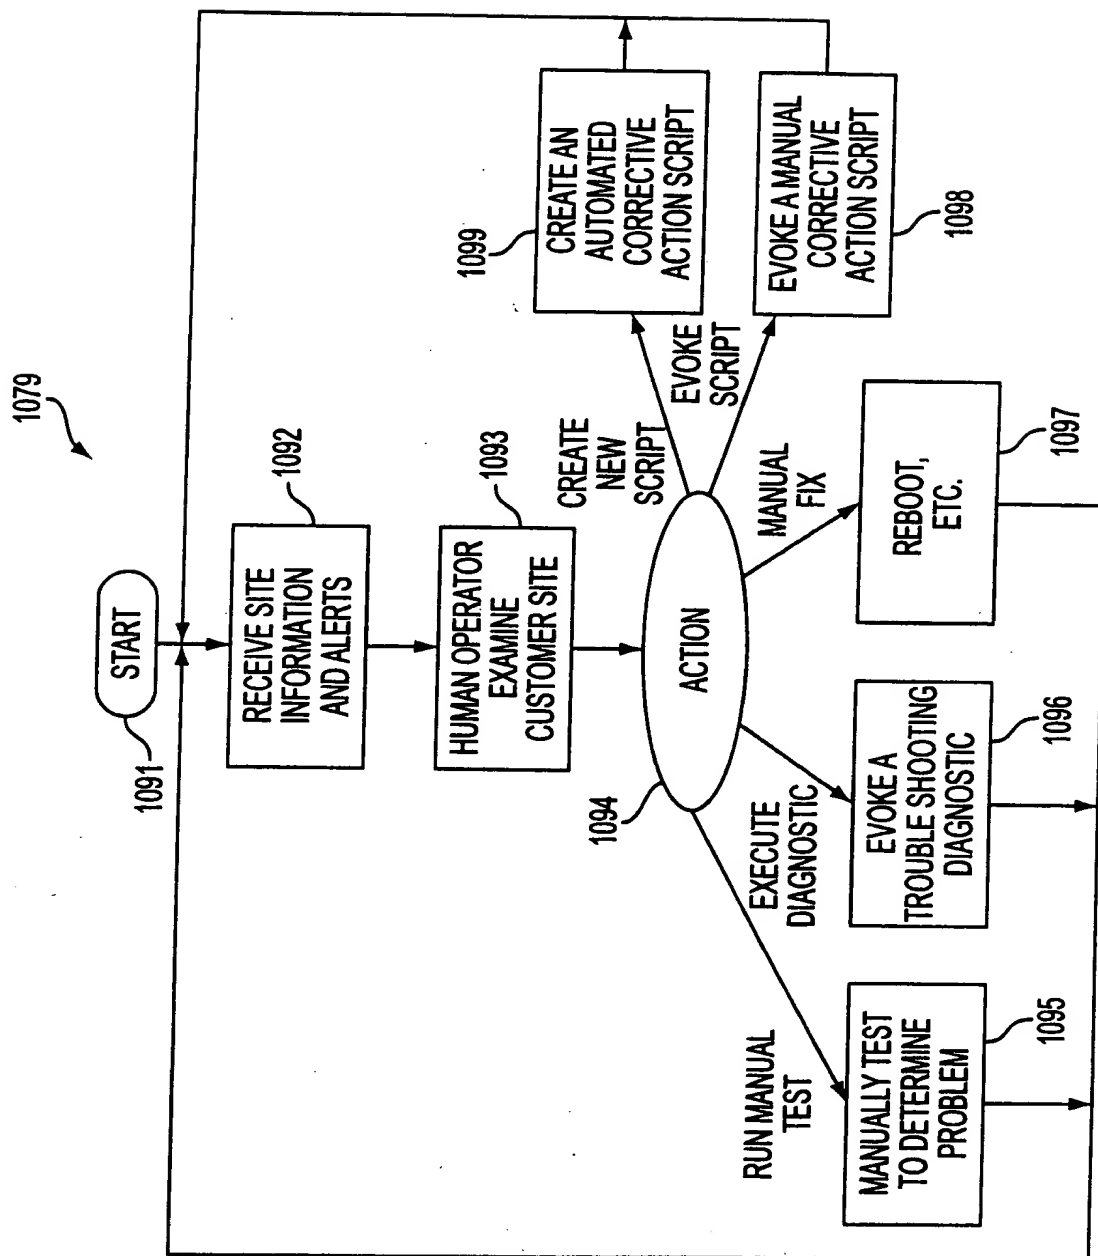 1079
START
1091
RECEIVE SITE
INFORMATION
AND ALERTS
1092
HUMAN OPERATOR
EXAMINE
CUSTOMER SITE
1093
ACTION
1094
RUN MANUAL
TEST
MANUALLY TEST
TO DETERMINE
PROBLEM
1095
EXECUTE
DIAGNOSTIC
EVOKE A
TROUBLE SHOOTING
DIAGNOSTIC
1096
MANUAL
FIX
REBOOT,
ETC.
1097
EVOKE
SCRIPT
EVOKE A MANUAL
CORRECTIVE
ACTION SCRIPT
1098
CREATE
NEW
SCRIPT
CREATE AN
AUTOMATED
CORRECTIVE
ACTION SCRIPT
1099